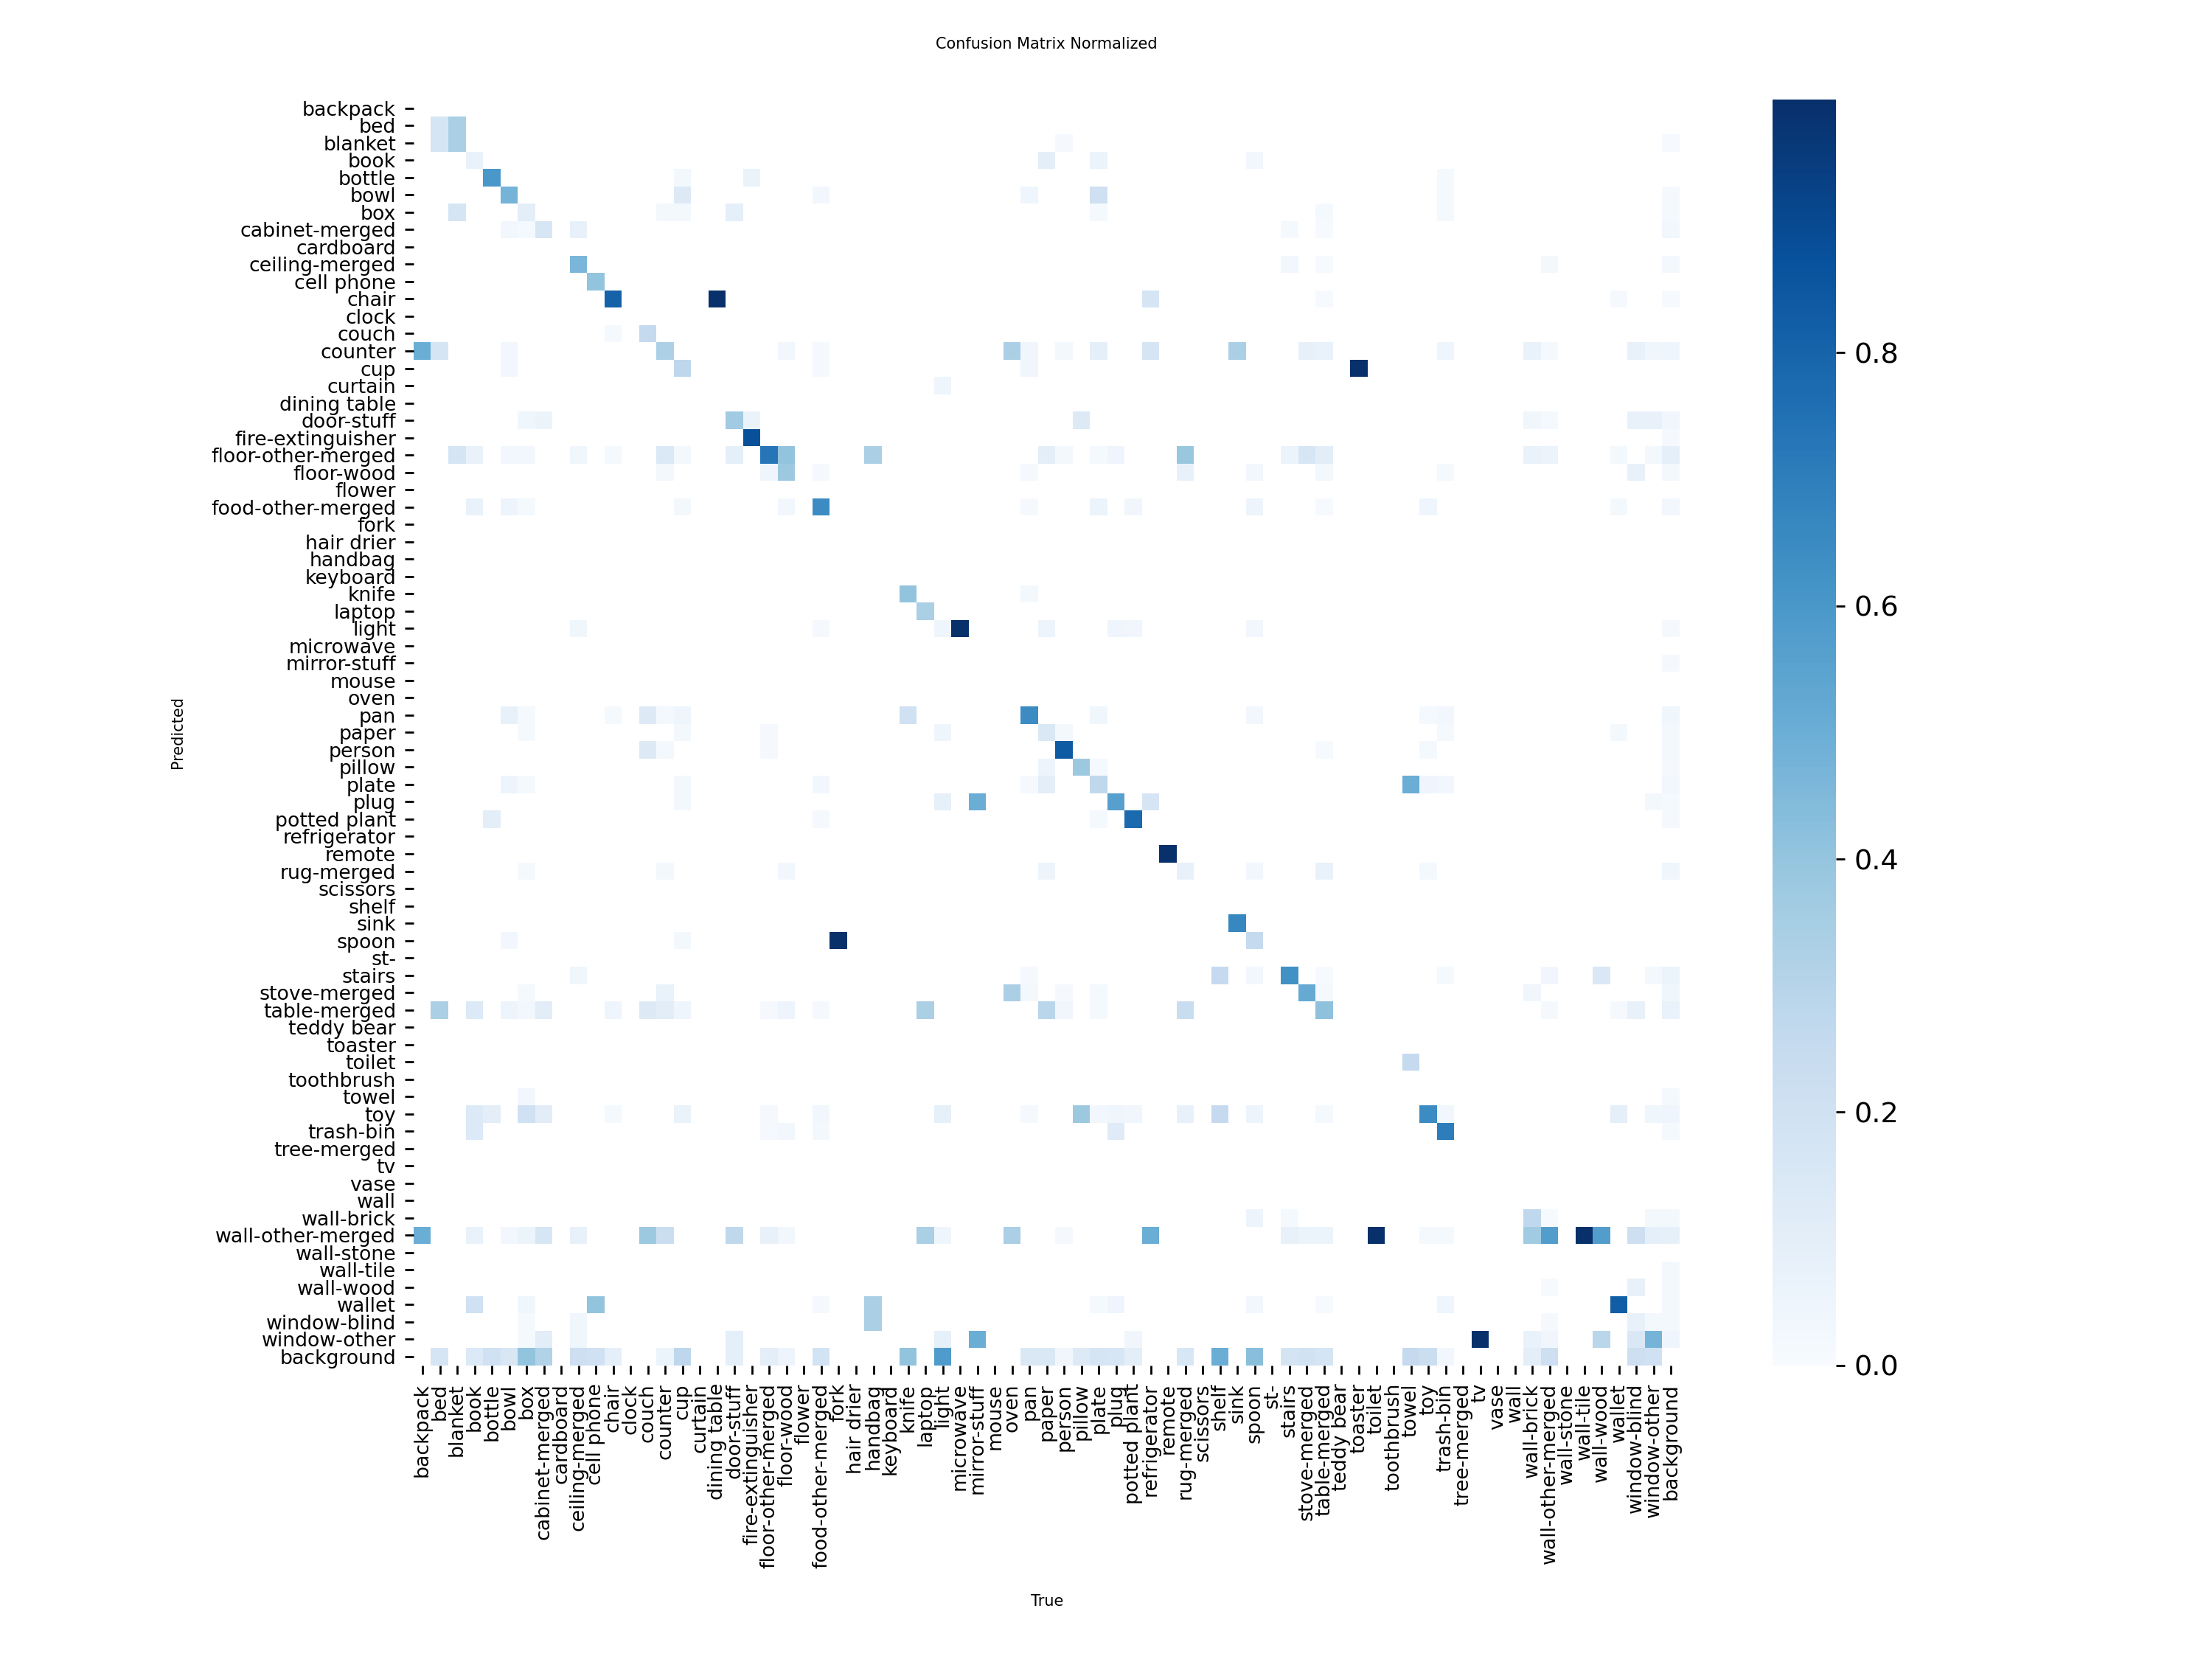 Confusion Matrix Normalized
Predicted
backpack
bed
blanket
book
bottle
bowl
box
cabinet-merged
cardboard
ceiling-merged
cell phone
chair
clock
couch
counter
cup
curtain
dining table
door-stuff
fire-extinguisher
floor-other-merged
floor-wood
flower
food-other-merged
fork
hair drier
handbag
keyboard
knife
laptop
light
microwave
mirror-stuff
mouse
oven
pan
paper
person
pillow
plate
plug
potted plant
refrigerator
remote
rug-merged
scissors
shelf
sink
spoon
st-
stairs
stove-merged
table-merged
teddy bear
toaster
toilet
toothbrush
towel
toy
trash-bin
tree-merged
tv
vase
wall
wall-brick
wall-other-merged
wall-stone
wall-tile
wall-wood
wallet
window-blind
window-other
background
backpack
bed
blanket
book
bottle
bowl
box
cabinet-merged
cardboard
ceiling-merged
cell phone
chair
clock
couch
counter
cup
curtain
dining table
door-stuff
fire-extinguisher
floor-other-merged
floor-wood
flower
food-other-merged
fork
hair drier
handbag
keyboard
knife
laptop
light
microwave
mirror-stuff
mouse
oven
pan
paper
person
pillow
plate
plug
potted plant
refrigerator
remote
rug-merged
scissors
shelf
sink
spoon
st-
stairs
stove-merged
table-merged
teddy bear
toaster
toilet
toothbrush
towel
toy
trash-bin
tree-merged
tv
vase
wall
wall-brick
wall-other-merged
wall-stone
wall-tile
wall-wood
wallet
window-blind
window-other
background
True
0.8
0.6
0.4
0.2
0.0